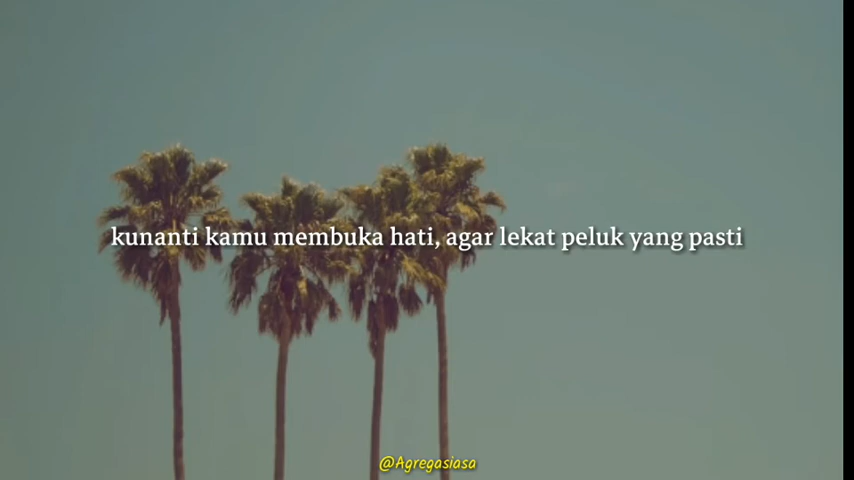 kunanti kamu membuka hati, agar lekat peluk yang pasti
@Agregasiasa